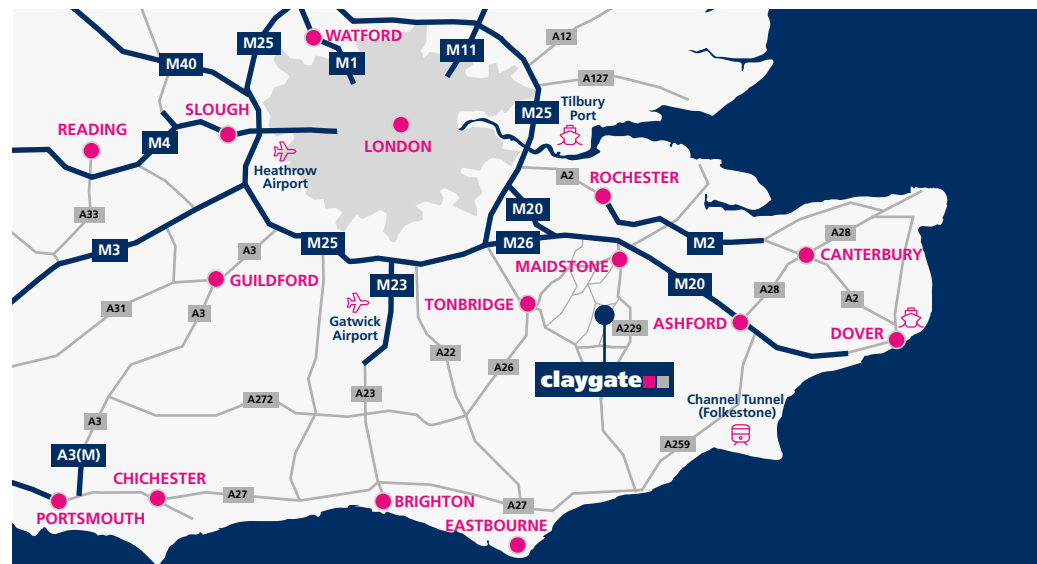 A12
WATFORD
M25
M11
M40
M1
A127
Tilbury
Port
M25
SLOUGH
READING
M4
LONDON
Heathrow
Airport
A2
ROCHESTER
M20
A33
A28
M3
A3
M25
M26
M2
CANTERBURY
MAIDSTONE
GUILDFORD
M23
M20
A28
A2
TONBRIDGE
A31
A3
Gatwick
Airport
A229
ASHFORD
DOVER
A22
A26
claygate
A272
A23
Channel Tunnel
(Folkestone)
A3
A259
A3(M)
CHICHESTER
A27
BRIGHTON
A27
PORTSMOUTH
EASTBOURNE